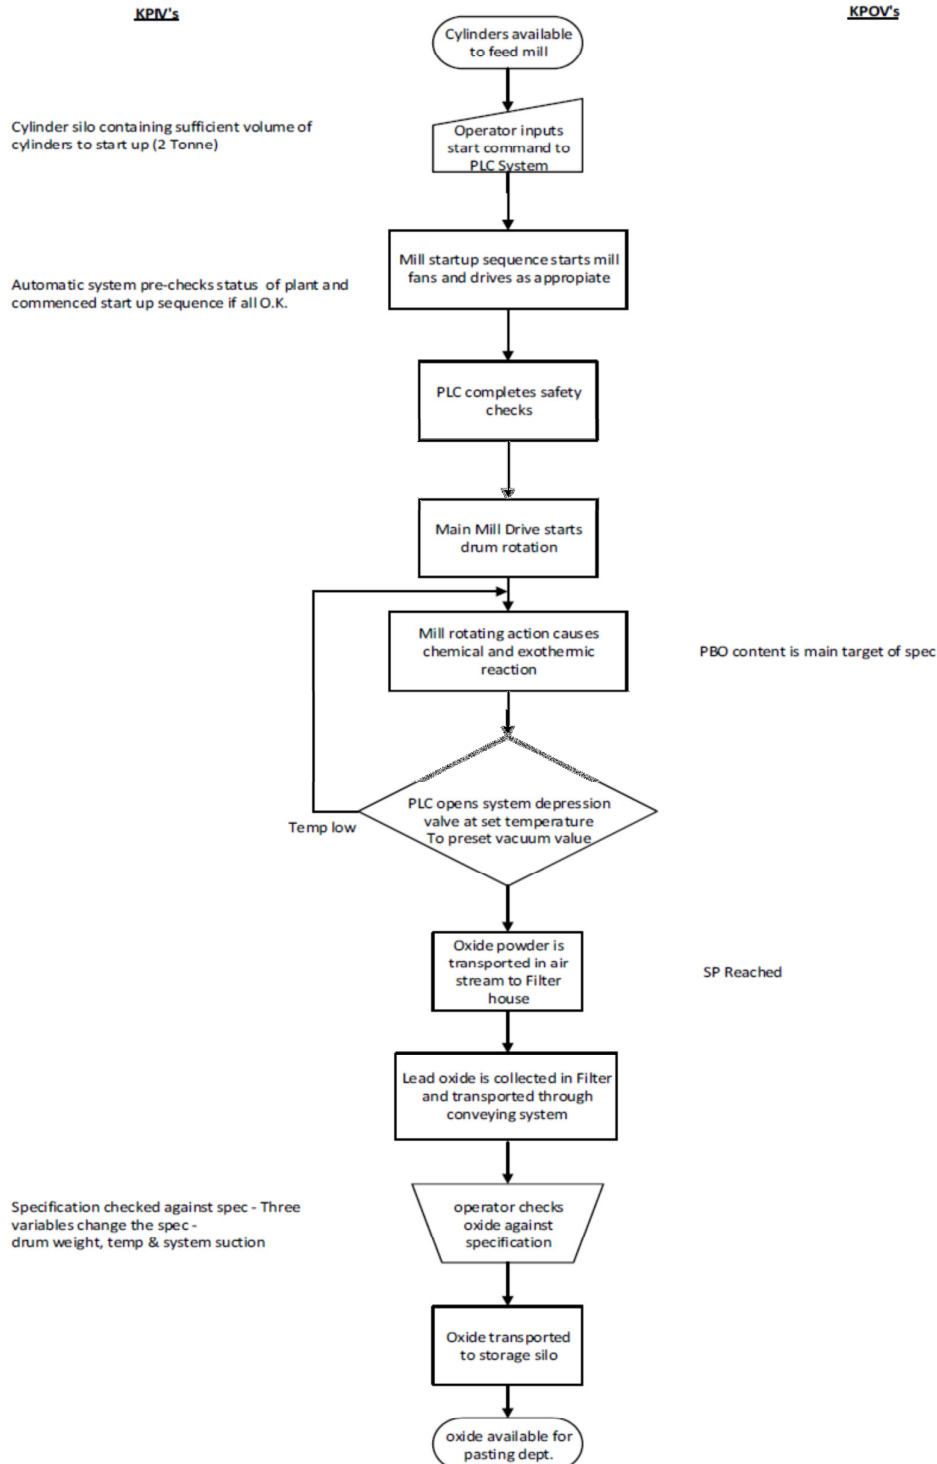 KPIV's
KPOV's
Cylinders available
to feed mill
Cylinder silo containing sufficient volume of
cylinders to start up (2 Tonne)
Operator inputs
start command to
PLC System
Mill startup sequence starts mill
fans and drives as appropiate
Automatic system pre-checks status of plant and
commenced start up sequence if all O.K.
PLC completes safety
checks
Main Mill Drive starts
drum rotation
Mill rotating action causes
chemical and exothermic
reaction
PBO content is main target of spec
PLC opens system depression
valve at set temperature
To preset vacuum value
Temp low
Oxide powder is
transported in air
stream to Filter
house
SP Reached
Lead oxide is collected in Filter
and transported through
conveying system
Specification checked against spec - Three
variables change the spec -
drum weight, temp & system suction
operator checks
oxide against
specification
Oxide transported
to storage silo
oxide available for
pasting dept.